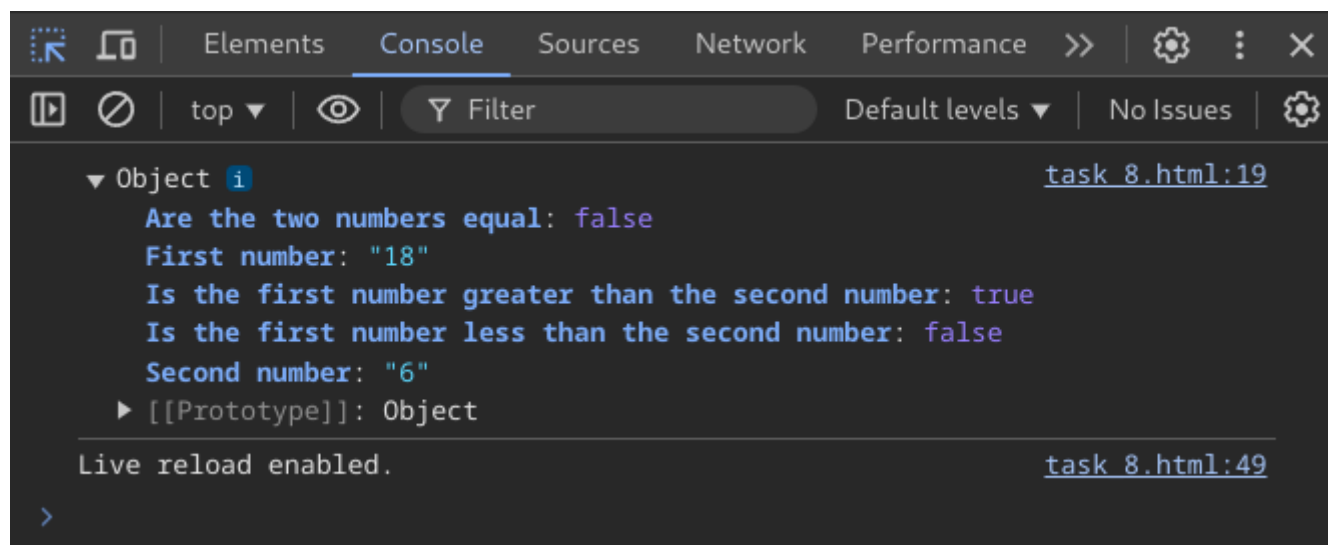 Elements Console Sources Network Performance
top Filter Default levels No Issues
Object i task 8.html:19
Are the two numbers equal: false
First number: "18"
Is the first number greater than the second number: true
Is the first number less than the second number: false
Second number: "6"
[[Prototype]]: Object
Live reload enabled. task 8.html:49